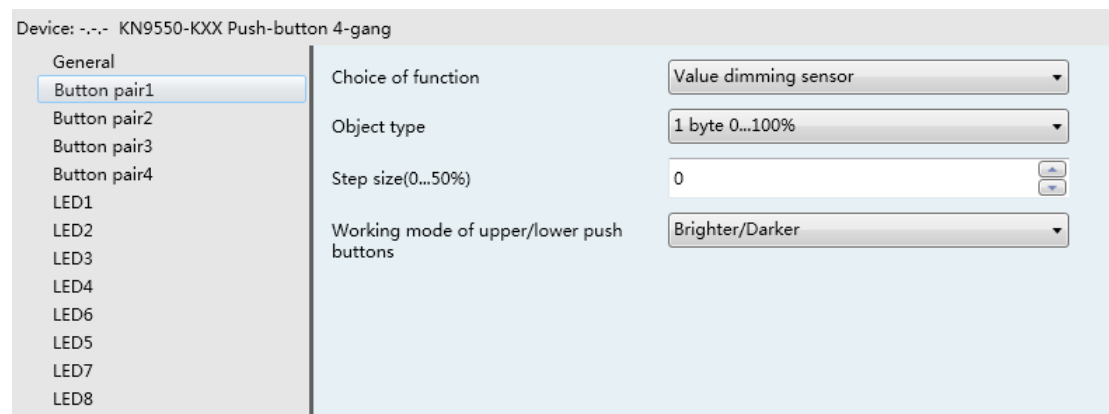 Device: -.-.- KN9550-KXX Push-button 4-gang
General
Button pair1
Button pair2
Button pair3
Button pair4
LED1
LED2
LED3
LED4
LED6
LED5
LED7
LED8
Choice of function
Value dimming sensor
Object type
1 byte 0...100%
Step size(0...50%)
0
Working mode of upper/lower push
buttons
Brighter/Darker